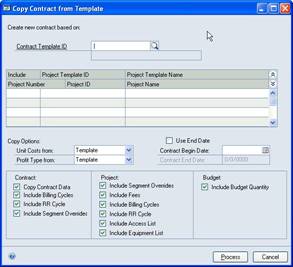 Copy Contract from Template
Create new contract based on:
Contract Template ID
Include Project Template ID Project Template Name
Project Number Project ID Project Name
Copy Options:
Use End Date
Unit Costs from: Template
Contract Begin Date:
Profit Type from: Template
Contract End Date: 0/0/0000
Contract: Project: Budget:
Copy Contract Data Include Segment Overrides Include Budget Quantity
Include Billing Cycles Include Fees
Include RR Cycle Include Billing Cycles
Include Segment Overrides Include RR Cycle
Include Access List
Include Equipment List
Process Cancel